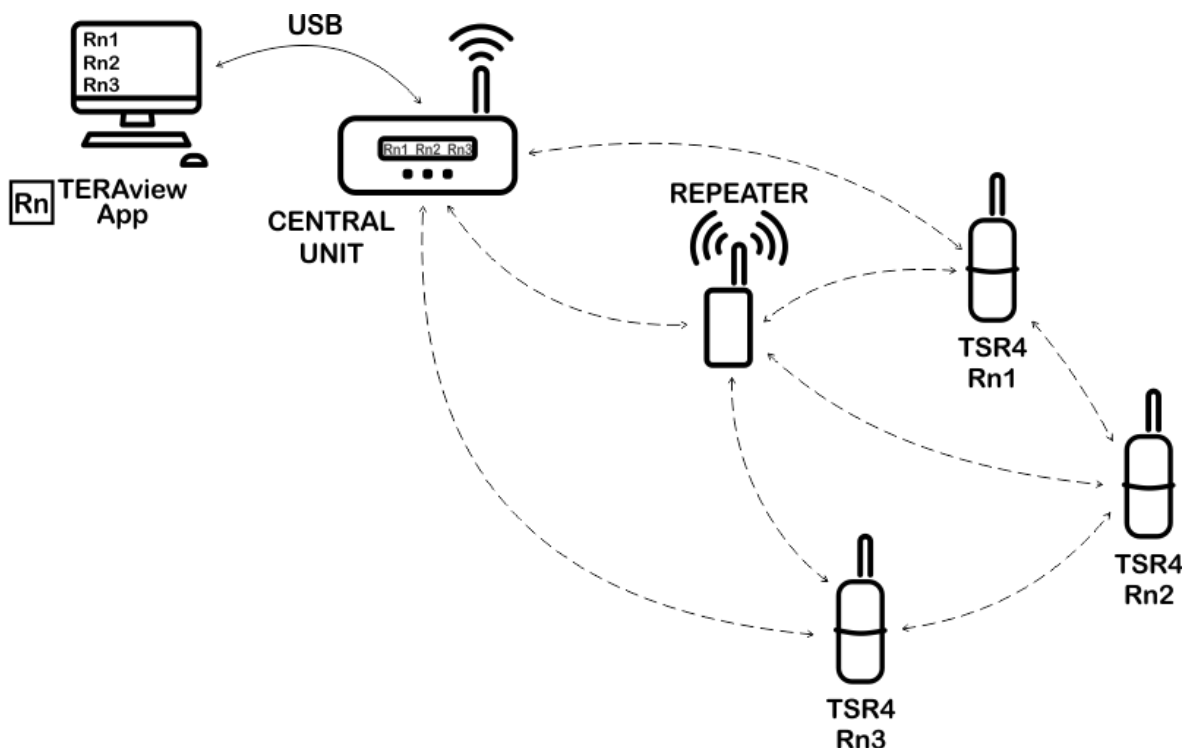 Rn1
Rn2
Rn3
USB
Rn1 Rn2 Rn3
Rn
TERAview
App
CENTRAL
UNIT
REPEATER
TSR4
Rn1
TSR4
Rn2
TSR4
Rn3